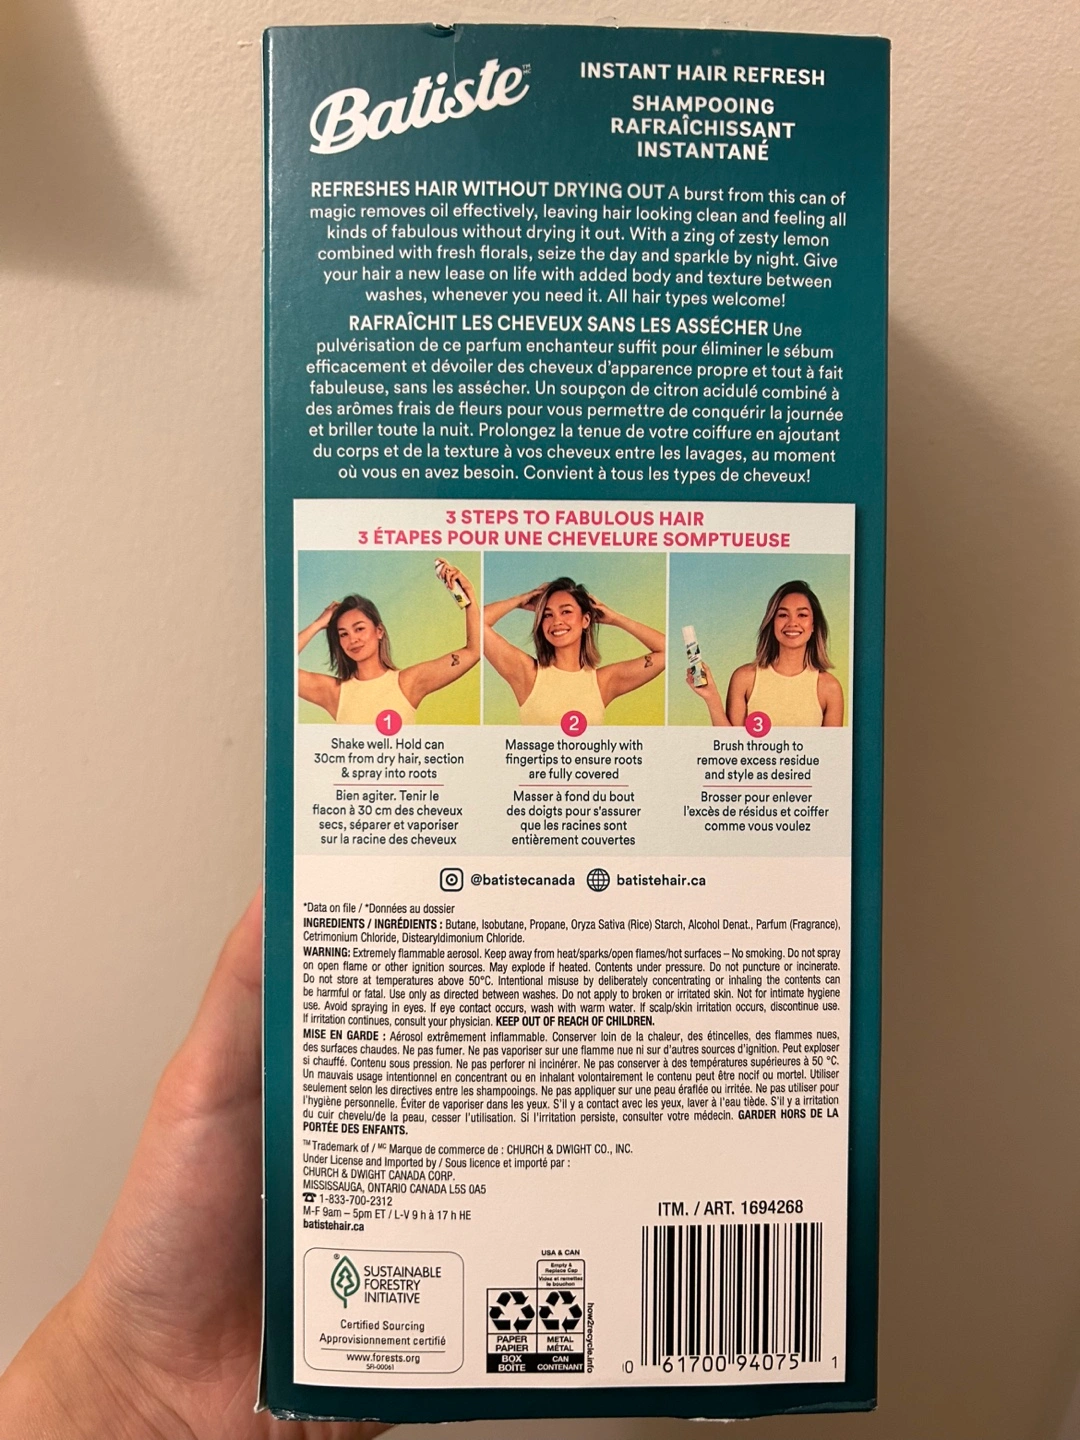 Batiste™ MC
INSTANT HAIR REFRESH
SHAMPOOING
RAFRAÎCHISSANT
INSTANTANÉ
REFRESHES HAIR WITHOUT DRYING OUT A burst from this can of
magic removes oil effectively, leaving hair looking clean and feeling all
kinds of fabulous without drying it out. With a zing of zesty lemon
combined with fresh florals, seize the day and sparkle by night. Give
your hair a new lease on life with added body and texture between
washes, whenever you need it. All hair types welcome!
RAFRAÎCHIT LES CHEVEUX SANS LES ASSÉCHER Une
pulvérisation de ce parfum enchanteur suffit pour éliminer le sébum
efficacement et dévoiler des cheveux d'apparence propre et tout à fait
fabuleuse, sans les assécher. Un soupçon de citron acidulé combiné à
des arômes frais de fleurs pour vous permettre de conquérir la journée
et briller toute la nuit. Prolongez la tenue de votre coiffure en ajoutant
du corps et de la texture à vos cheveux entre les lavages, au moment
où vous en avez besoin. Convient à tous les types de cheveux!
3 STEPS TO FABULOUS HAIR
3 ÉTAPES POUR UNE CHEVELURE SOMPTUEUSE
1
Shake well. Hold can
30cm from dry hair, section
& spray into roots
Bien agiter. Tenir le
flacon à 30 cm des cheveux
secs, séparer et vaporiser
sur la racine des cheveux
2
Massage thoroughly with
fingertips to ensure roots
are fully covered
Masser à fond du bout
des doigts pour s'assurer
que les racines sont
entièrement couvertes
3
Brush through to
remove excess residue
and style as desired
Brosser pour enlever
l'excès de résidus et coiffer
comme vous voulez
@batistecanada batistehair.ca
*Data on file / *Données au dossier
INGREDIENTS / INGRÉDIENTS : Butane, Isobutane, Propane, Oryza Sativa (Rice) Starch, Alcohol Denat., Parfum (Fragrance),
Cetrimonium Chloride, Distearyldimonium Chloride.
WARNING: Extremely flammable aerosol. Keep away from heat/sparks/open flames/hot surfaces – No smoking. Do not spray
on open flame or other ignition sources. May explode if heated. Contents under pressure. Do not puncture or incinerate.
Do not store at temperatures above 50°C. Intentional misuse by deliberately concentrating or inhaling the contents can
be harmful or fatal. Use only as directed between washes. Do not apply to broken or irritated skin. Not for intimate hygiene
use. Avoid spraying in eyes. If eye contact occurs, wash with warm water. If scalp/skin irritation occurs, discontinue use.
If irritation continues, consult your physician. KEEP OUT OF REACH OF CHILDREN.
MISE EN GARDE : Aérosol extrêmement inflammable. Conserver loin de la chaleur, des étincelles, des flammes nues,
des surfaces chaudes. Ne pas fumer. Ne pas vaporiser sur une flamme nue ni sur d'autres sources d'ignition. Peut exploser
si chauffé. Contenu sous pression. Ne pas perforer ni incinérer. Ne pas conserver à des températures supérieures à 50 °C.
Un mauvais usage intentionnel en concentrant ou en inhalant volontairement le contenu peut être nocif ou mortel. Utiliser
seulement selon les directives entre les shampooings. Ne pas appliquer sur une peau éraflée ou irritée. Ne pas utiliser pour
l'hygiène personnelle. Éviter de vaporiser dans les yeux. S'il y a contact avec les yeux, laver à l'eau tiède. S'il y a irritation
du cuir chevelu/de la peau, cesser l'utilisation. Si l'irritation persiste, consulter votre médecin. GARDER HORS DE LA
PORTÉE DES ENFANTS.
™ Trademark of / MC Marque de commerce de : CHURCH & DWIGHT CO., INC.
Under License and Imported by / Sous licence et importé par :
CHURCH & DWIGHT CANADA CORP.
MISSISSAUGA, ONTARIO CANADA L5S 0A5
☎ 1-833-700-2312
M-F 9am – 5pm ET / L-V 9 h à 17 h HE
batistehair.ca
®
SUSTAINABLE
FORESTRY
INITIATIVE
Certified Sourcing
Approvisionnement certifié
www.forests.org
SFI-00061
USA & CAN
Empty &
Replace Cap
Videz et remettez
le bouchon
PAPER
PAPIER
BOX
BOÎTE
METAL
MÉTAL
CAN
CONTENANT
how2recycle.info
ITM. / ART. 1694268
0 61700 94075 1